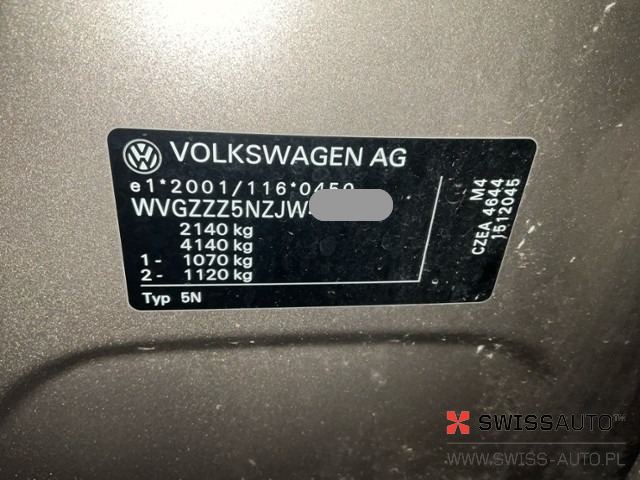 VOLKSWAGEN AG
e1*2001/116*0450
WVGZZZ5NZJW
2140 kg
4140 kg
1- 1070 kg
2- 1120 kg
Typ 5N
M4
CZEA 4644
1512045
SWISSAUTO™
WWW.SWISS-AUTO.PL